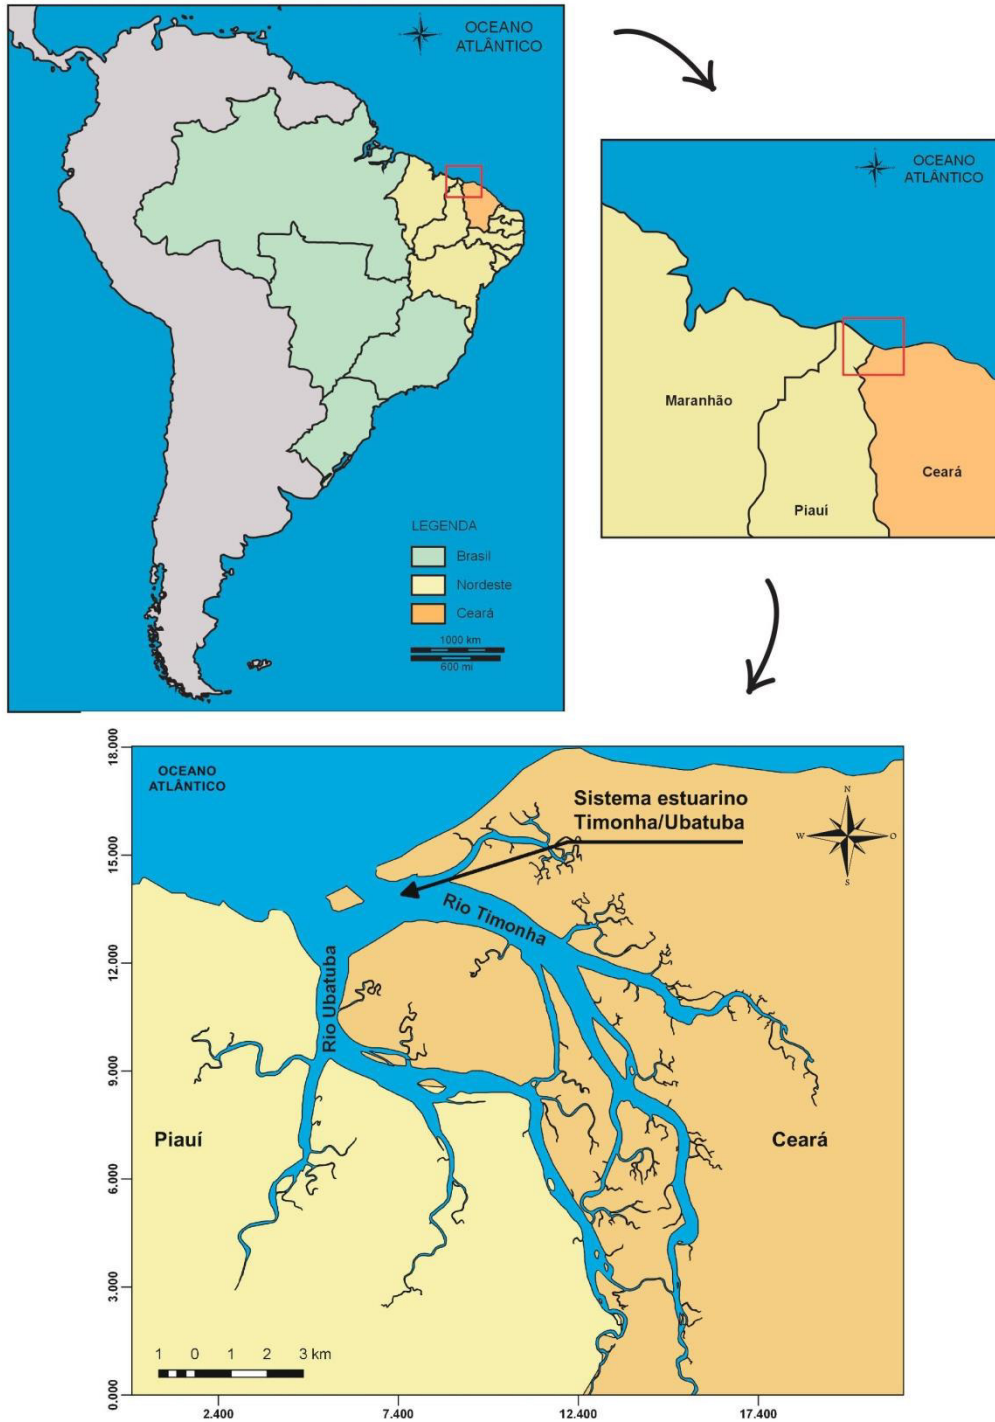 OCEANO
ATLÂNTICO
LEGENDA
Brasil
Nordeste
Ceará
1000 km
600 mi
OCEANO
ATLÂNTICO
Maranhão
Piauí
Ceará
OCEANO
ATLÂNTICO
Sistema estuarino
Timonha/Ubatuba
N
W
O
S
Rio Timonha
Rio Ubatuba
Piauí
Ceará
1 0 1 2 3 km
18.000
15.000
12.000
9.000
6.000
3.000
0.000
2.400 7.400 12.400 17.400